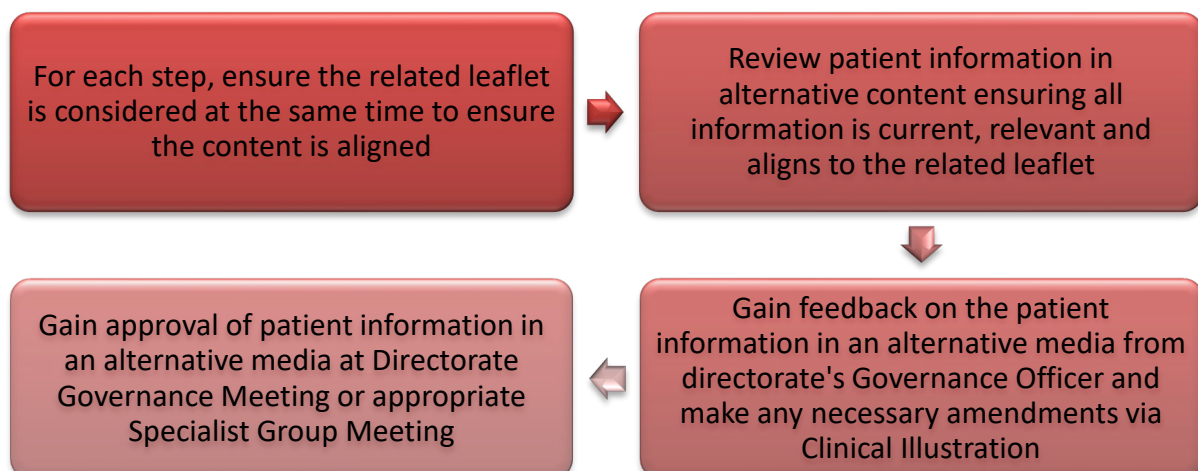 For each step, ensure the related leaflet
is considered at the same time to ensure
the content is aligned
Review patient information in
alternative content ensuring all
information is current, relevant and
aligns to the related leaflet
Gain feedback on the patient
information in an alternative media from
directorate's Governance Officer and
make any necessary amendments via
Clinical Illustration
Gain approval of patient information in
an alternative media at Directorate
Governance Meeting or appropriate
Specialist Group Meeting